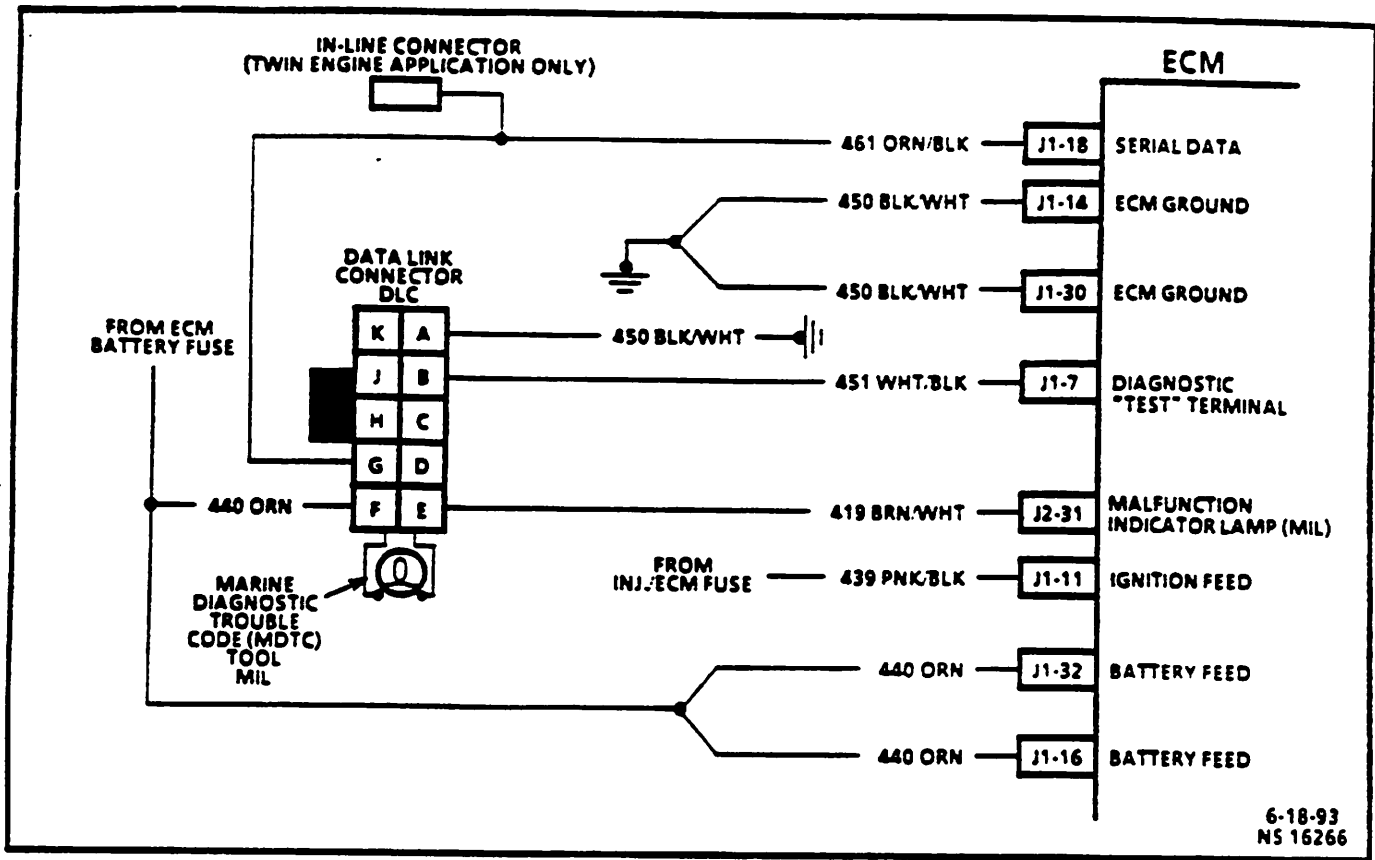 IN-LINE CONNECTOR
(TWIN ENGINE APPLICATION ONLY)
ECM
461 ORN/BLK
J1-18
SERIAL DATA
450 BLK/WHT
J1-14
ECM GROUND
450 BLK/WHT
J1-30
ECM GROUND
DATA LINK
CONNECTOR
DLC
FROM ECM
BATTERY FUSE
K A
J B
H C
G D
F E
450 BLK/WHT
451 WHT/BLK
J1-7
DIAGNOSTIC
"TEST" TERMINAL
440 ORN
419 BRN/WHT
J2-31
MALFUNCTION
INDICATOR LAMP (MIL)
FROM
INJ./ECM FUSE
439 PNK/BLK
J1-11
IGNITION FEED
MARINE
DIAGNOSTIC
TROUBLE
CODE (MDTC)
TOOL
MIL
440 ORN
J1-32
BATTERY FEED
440 ORN
J1-16
BATTERY FEED
6-18-93
NS 16266